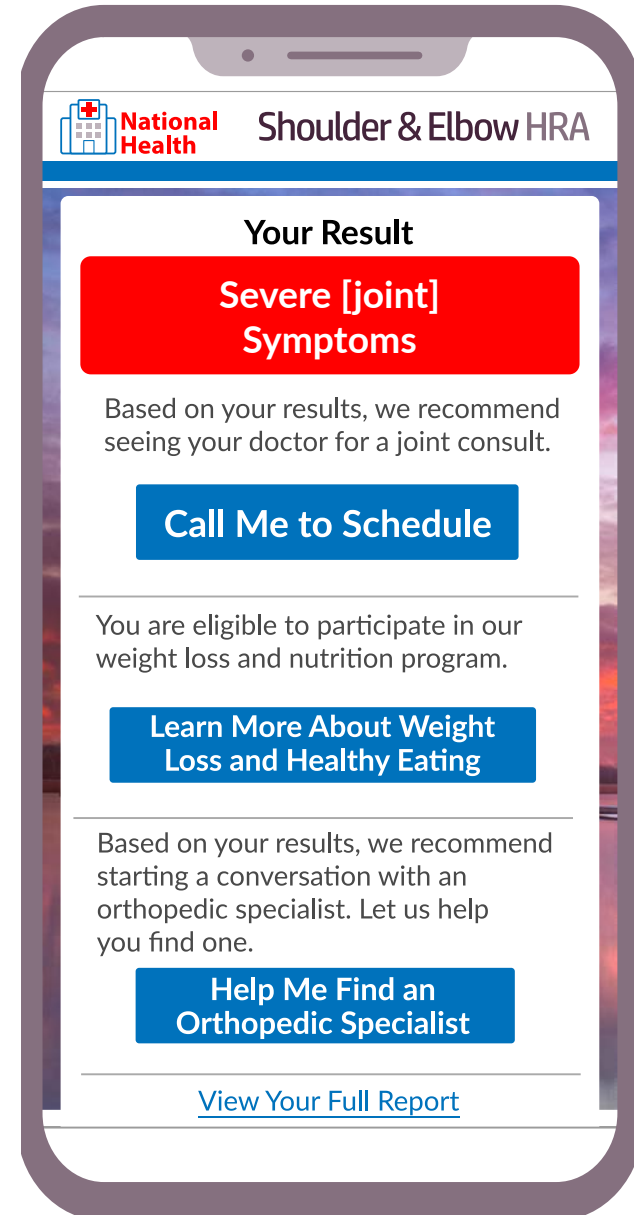 National
Health
Shoulder & Elbow HRA
Your Result
Severe [joint]
Symptoms
Based on your results, we recommend
seeing your doctor for a joint consult.
Call Me to Schedule
You are eligible to participate in our
weight loss and nutrition program.
Learn More About Weight
Loss and Healthy Eating
Based on your results, we recommend
starting a conversation with an
orthopedic specialist. Let us help
you find one.
Help Me Find an
Orthopedic Specialist
View Your Full Report